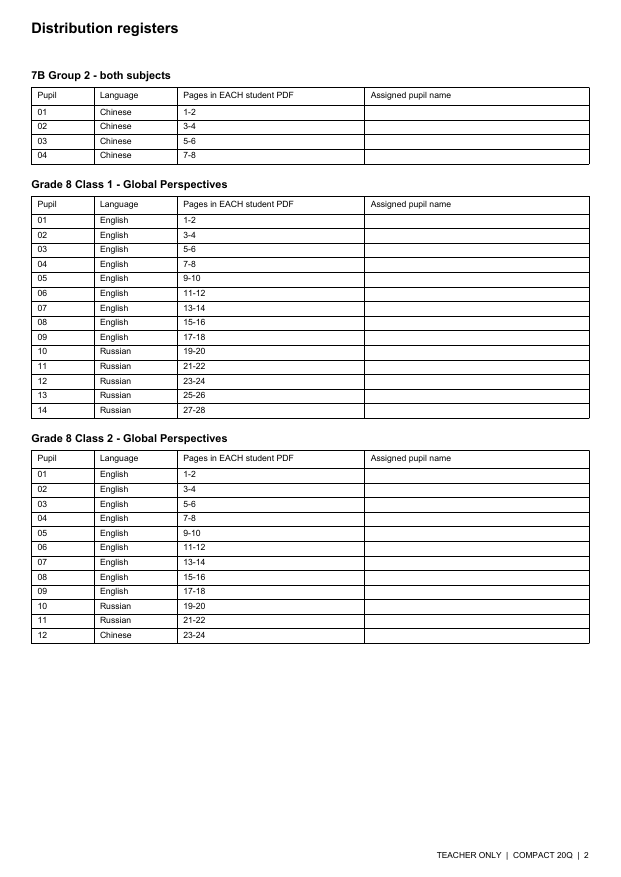 Distribution registers
7B Group 2 - both subjects
Pupil Language Pages in EACH student PDF Assigned pupil name
01 Chinese 1-2
02 Chinese 3-4
03 Chinese 5-6
04 Chinese 7-8
Grade 8 Class 1 - Global Perspectives
Pupil Language Pages in EACH student PDF Assigned pupil name
01 English 1-2
02 English 3-4
03 English 5-6
04 English 7-8
05 English 9-10
06 English 11-12
07 English 13-14
08 English 15-16
09 English 17-18
10 Russian 19-20
11 Russian 21-22
12 Russian 23-24
13 Russian 25-26
14 Russian 27-28
Grade 8 Class 2 - Global Perspectives
Pupil Language Pages in EACH student PDF Assigned pupil name
01 English 1-2
02 English 3-4
03 English 5-6
04 English 7-8
05 English 9-10
06 English 11-12
07 English 13-14
08 English 15-16
09 English 17-18
10 Russian 19-20
11 Russian 21-22
12 Chinese 23-24
TEACHER ONLY | COMPACT 20Q | 2